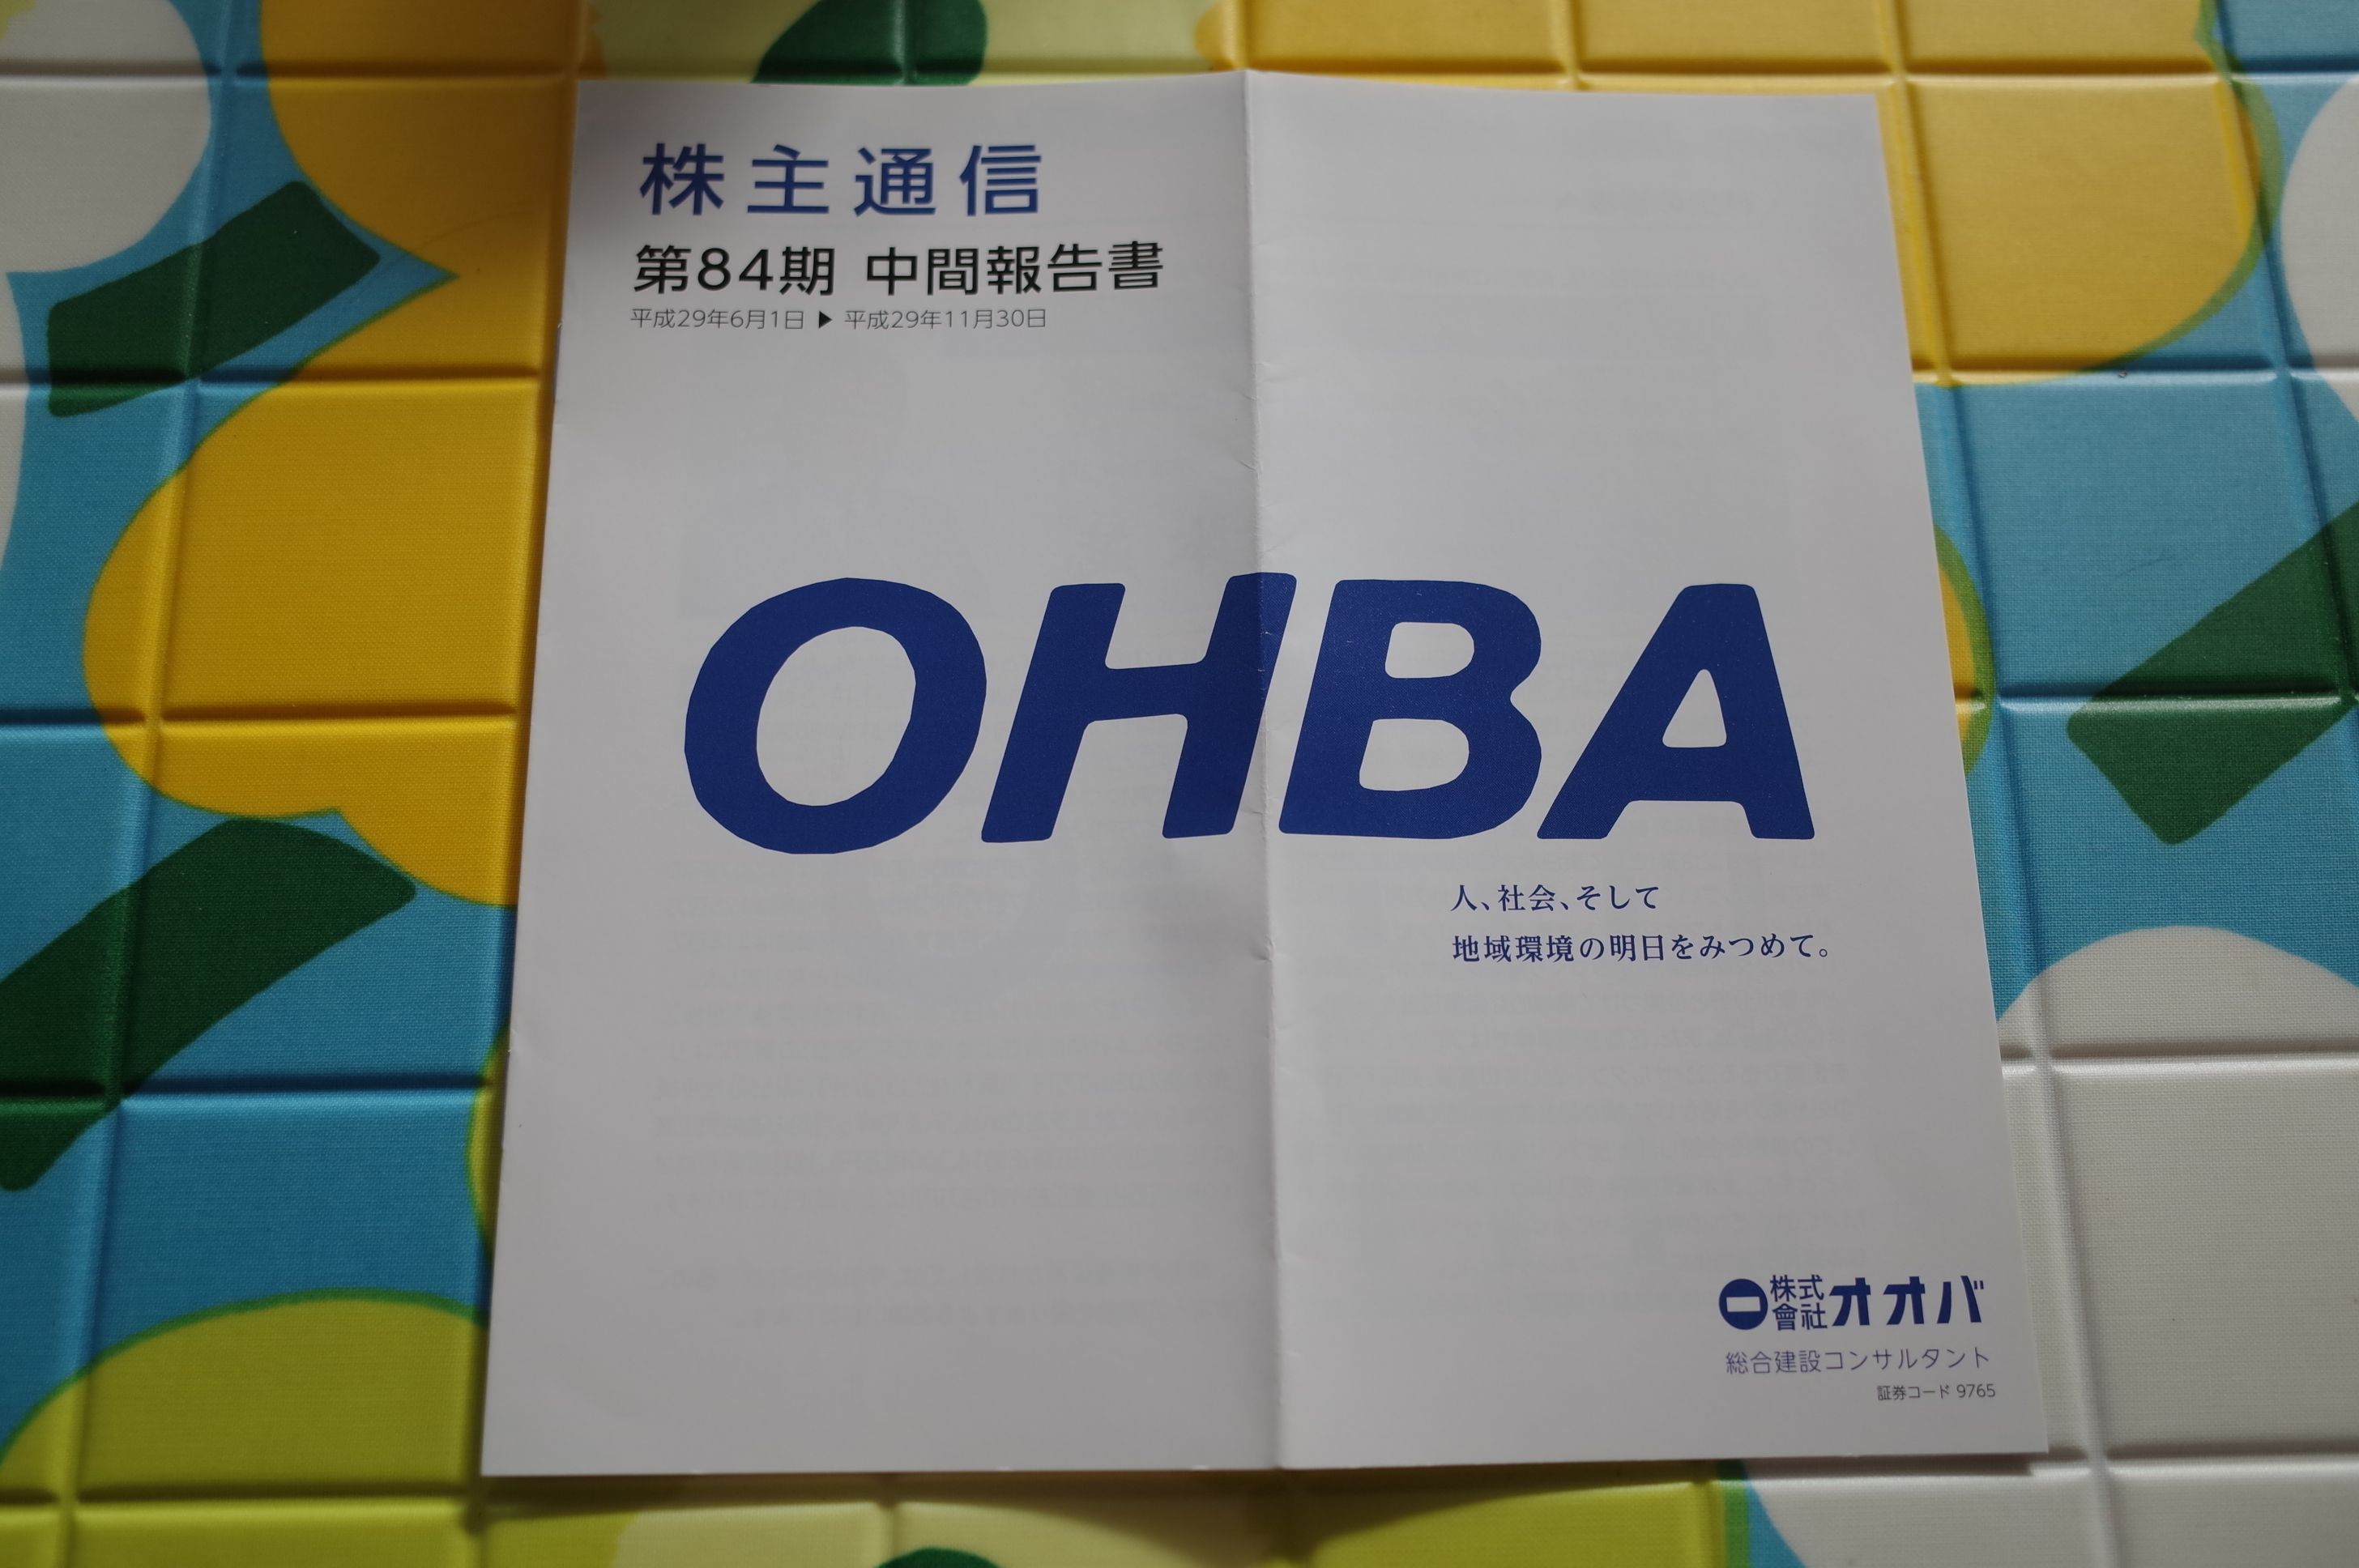 株主通信
第84期 中間報告書
平成29年6月1日 ▶ 平成29年11月30日
OHBA
人、社会、そして
地域環境の明日をみつめて。
株式會社オオバ
総合建設コンサルタント
証券コード 9765